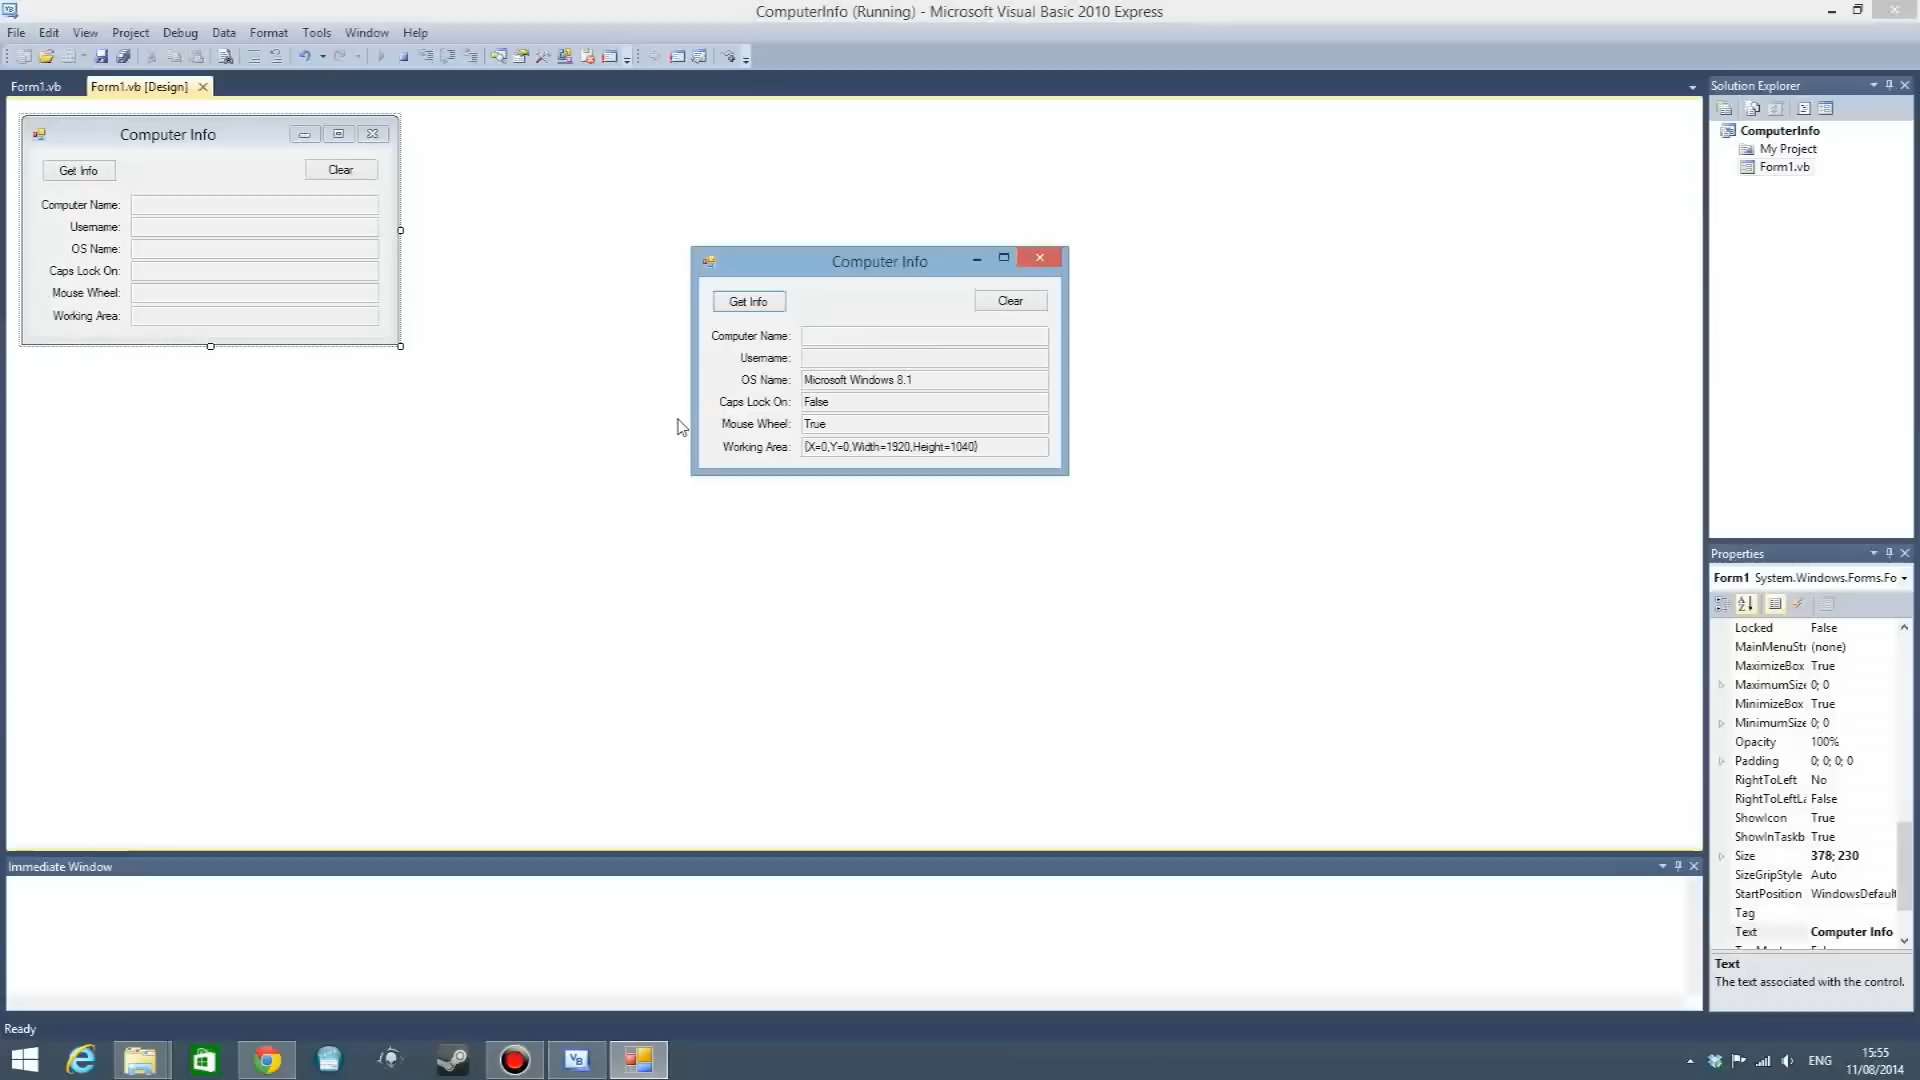 ComputerInfo (Running) - Microsoft Visual Basic 2010 Express
File Edit View Project Debug Data Format Tools Window Help
Form1.vb
Form1.vb [Design]
Computer Info
Get Info
Clear
Computer Name:
Username:
OS Name:
Caps Lock On:
Mouse Wheel:
Working Area:
Computer Info
Get Info
Clear
Computer Name:
Username:
OS Name: Microsoft Windows 8.1
Caps Lock On: False
Mouse Wheel: True
Working Area: {X=0,Y=0,Width=1920,Height=1040}
Solution Explorer
ComputerInfo
My Project
Form1.vb
Properties
Form1 System.Windows.Forms.Fo
Locked False
MainMenuStr (none)
MaximizeBox True
MaximumSize 0; 0
MinimizeBox True
MinimumSize 0; 0
Opacity 100%
Padding 0; 0; 0; 0
RightToLeft No
RightToLeftLa False
ShowIcon True
ShowInTaskb True
Size 378; 230
SizeGripStyle Auto
StartPosition WindowsDefault
Tag
Text Computer Info
Text
The text associated with the control.
Immediate Window
Ready
VB
ENG
15:55
11/08/2014